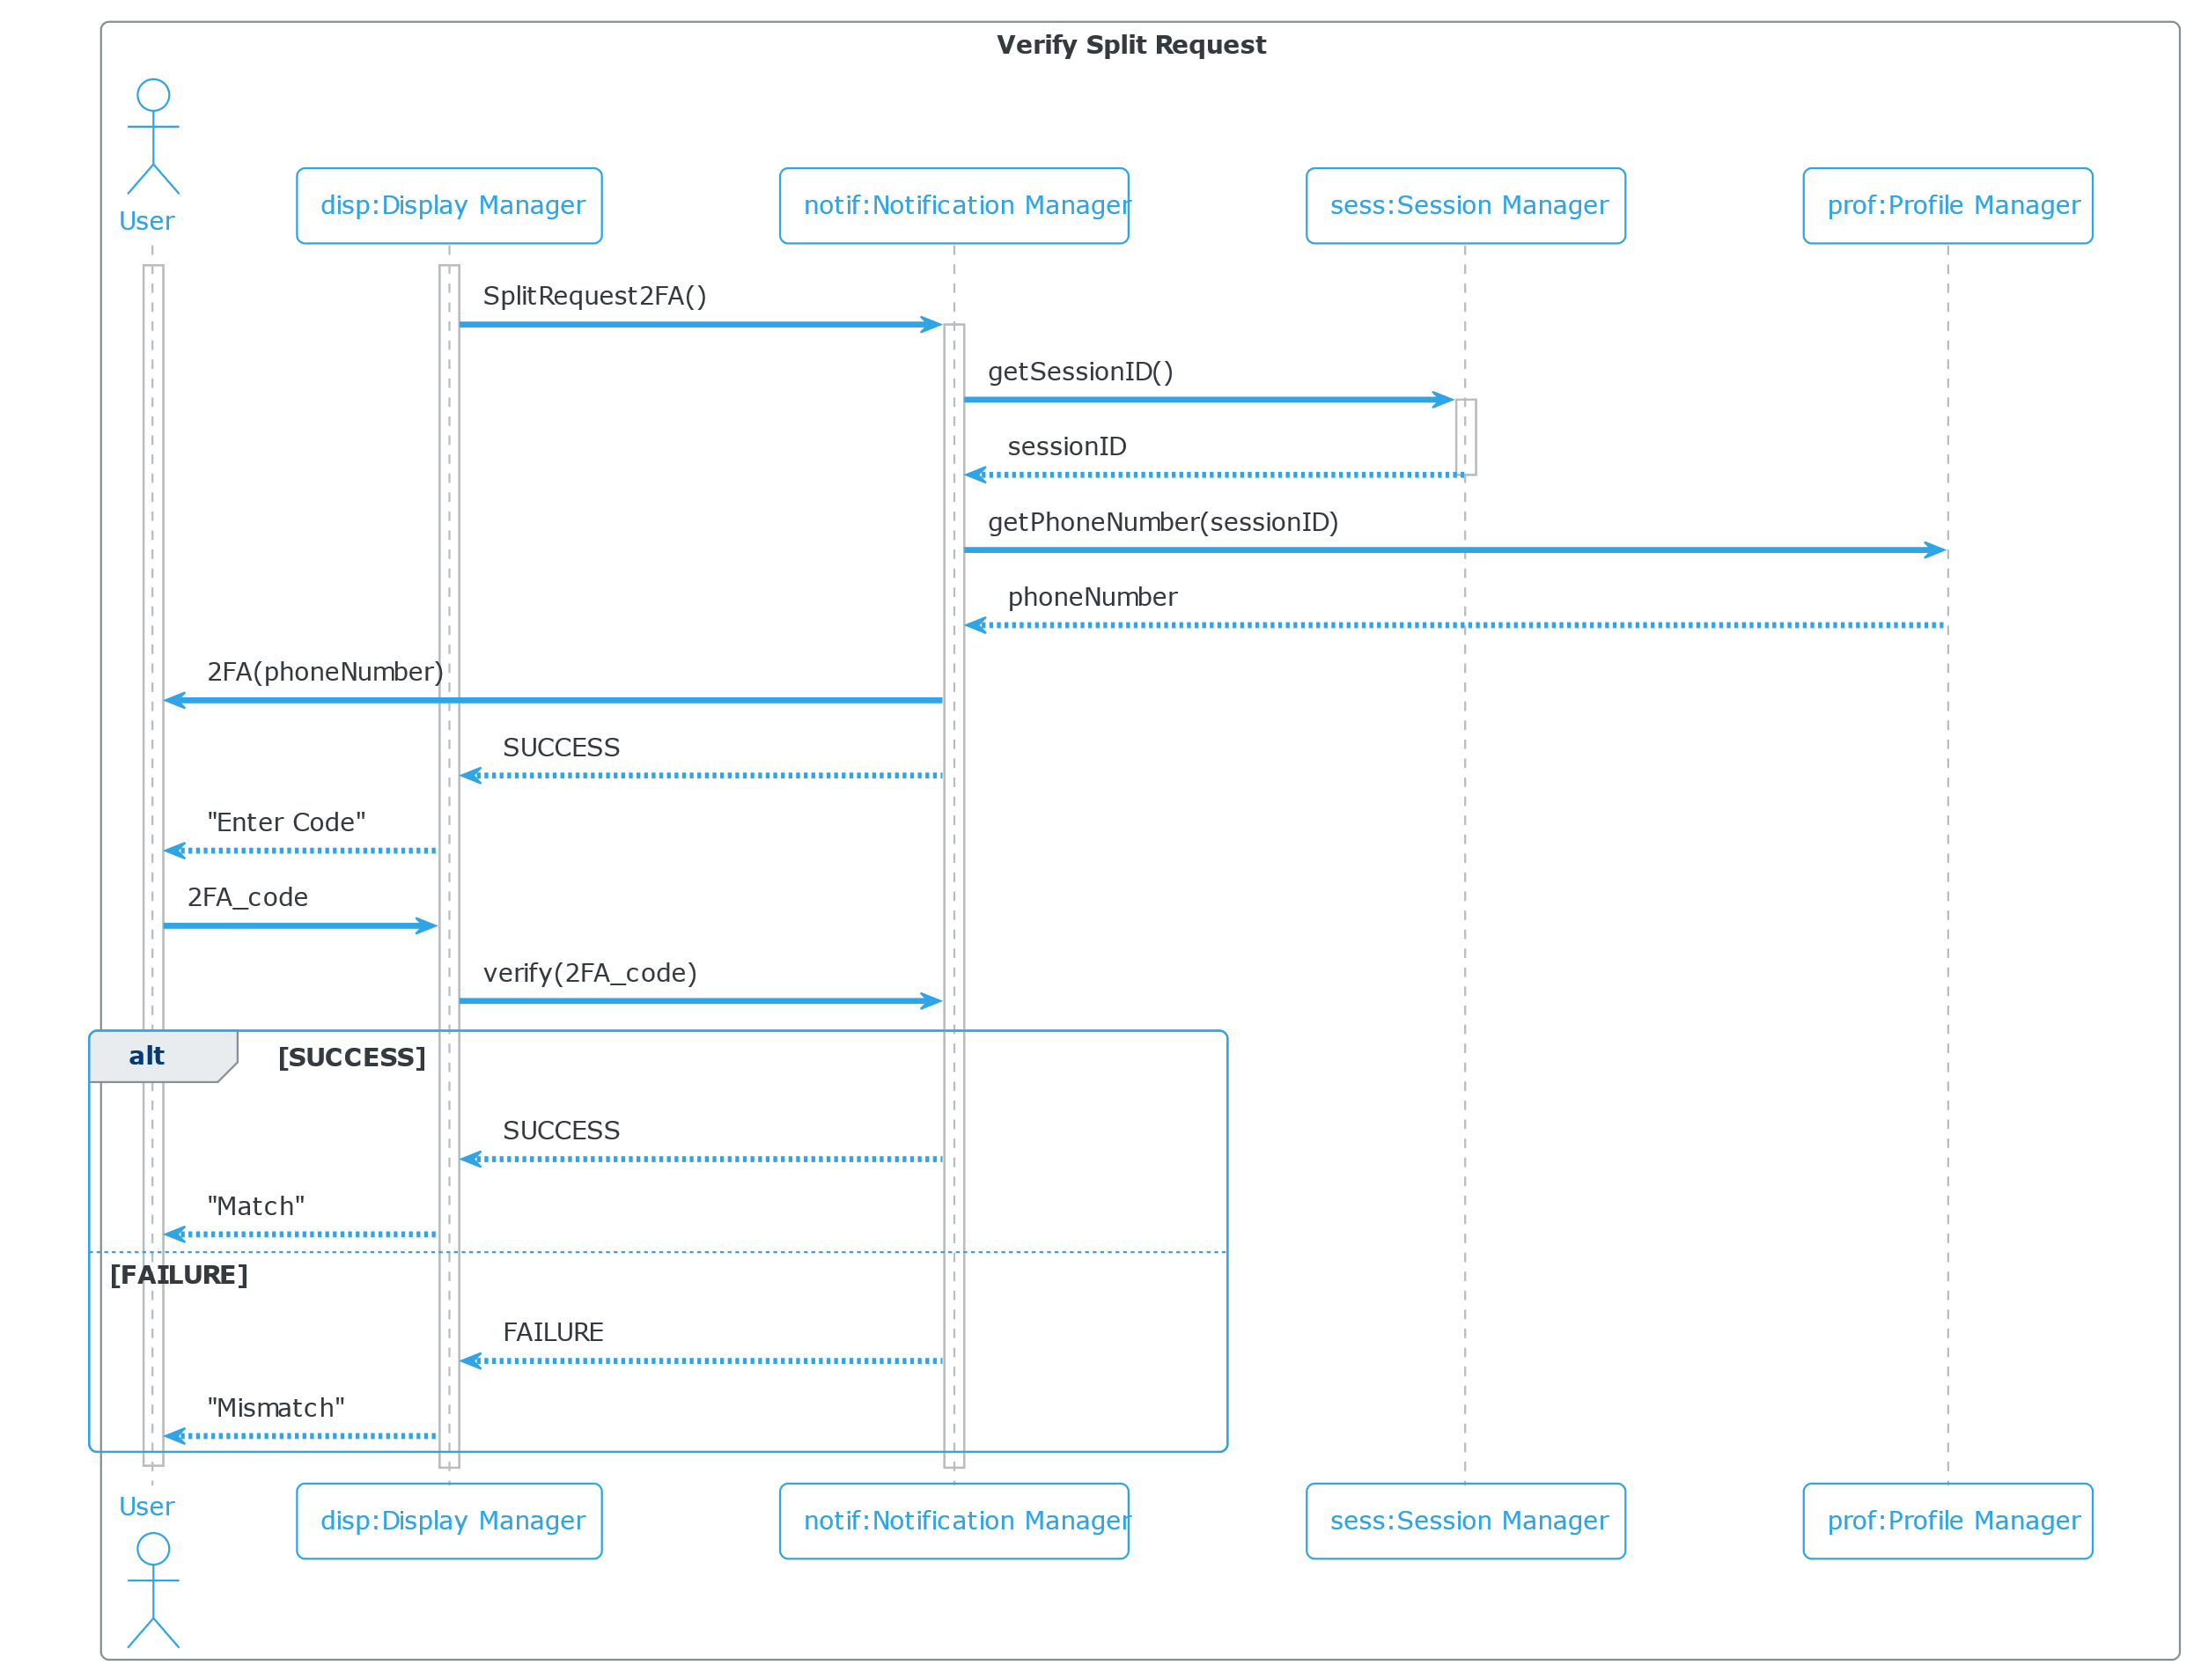 Verify Split Request
User
disp:Display Manager
notif:Notification Manager
sess:Session Manager
prof:Profile Manager
SplitRequest2FA()
getSessionID()
sessionID
getPhoneNumber(sessionID)
phoneNumber
2FA(phoneNumber)
SUCCESS
"Enter Code"
2FA_code
verify(2FA_code)
alt
[SUCCESS]
SUCCESS
"Match"
[FAILURE]
FAILURE
"Mismatch"
User
disp:Display Manager
notif:Notification Manager
sess:Session Manager
prof:Profile Manager